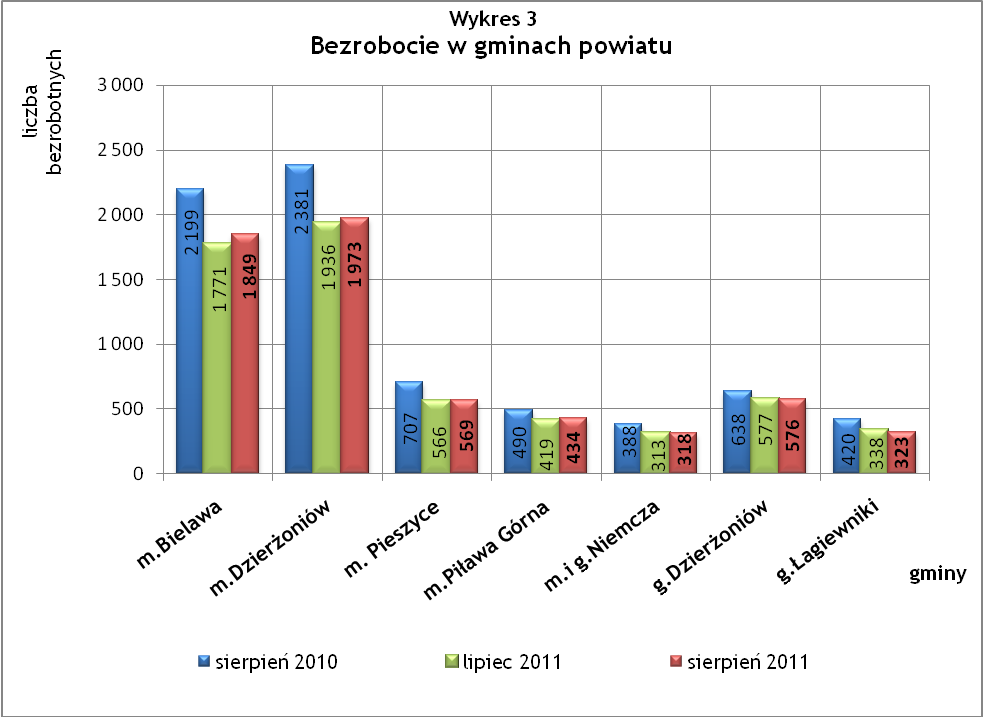 Wykres 3
Bezrobocie w gminach powiatu
liczba
bezrobotnych
3 000
2 500
2 000
1 500
1 000
500
0
2 199
1 771
1 849
2 381
1 936
1 973
707
566
569
490
419
434
388
313
318
638
577
576
420
338
323
m.Bielawa
m.Dzierżoniów
m. Pieszyce
m.Piława Górna
m.i g.Niemcza
g.Dzierżoniów
g.Łagiewniki
gminy
sierpień 2010
lipiec 2011
sierpień 2011